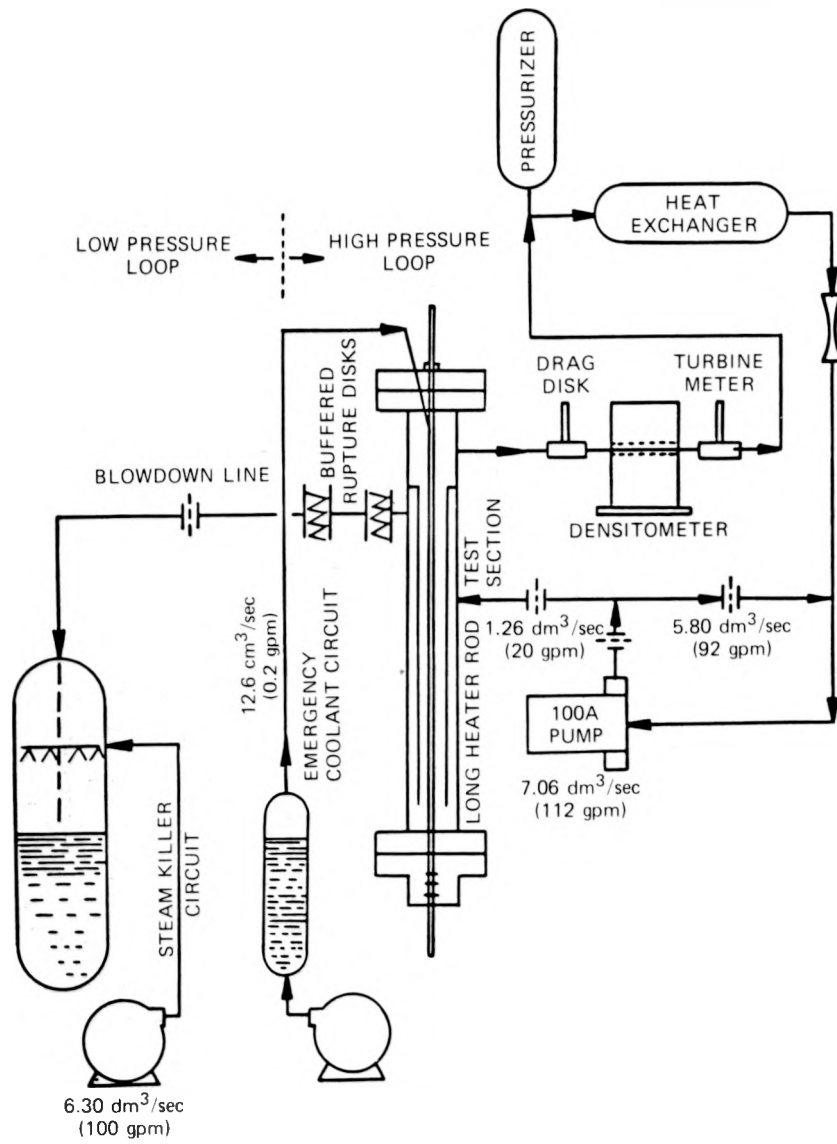 PRESSURIZER
HEAT
EXCHANGER
LOW PRESSURE
LOOP
HIGH PRESSURE
LOOP
DRAG
DISK
TURBINE
METER
BUFFERED
RUPTURE DISKS
BLOWDOWN LINE
DENSITOMETER
LONG HEATER ROD TEST
SECTION
1.26 dm³/sec
(20 gpm)
5.80 dm³/sec
(92 gpm)
12.6 cm³/sec
(0.2 gpm)
EMERGENCY
COOLANT CIRCUIT
100A
PUMP
7.06 dm³/sec
(112 gpm)
STEAM KILLER
CIRCUIT
6.30 dm³/sec
(100 gpm)